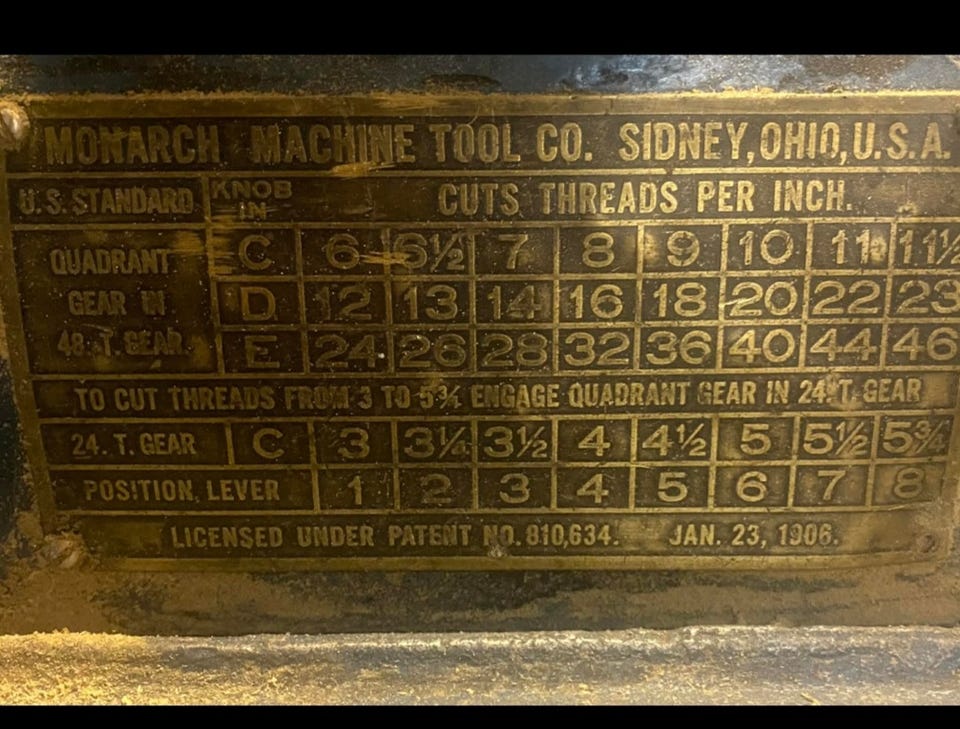 MONARCH MACHINE TOOL CO. SIDNEY, OHIO, U.S.A.
U.S. STANDARD KNOB IN CUTS THREADS PER INCH.
QUADRANT GEAR IN 48. T. GEAR.
C 6 6½ 7 8 9 10 11 11½
D 12 13 14 16 18 20 22 23
E 24 26 28 32 36 40 44 46
TO CUT THREADS FROM 3 TO 5¾ ENGAGE QUADRANT GEAR IN 24. T. GEAR
24. T. GEAR C 3 3¼ 3½ 4 4½ 5 5½ 5¾
POSITION, LEVER 1 2 3 4 5 6 7 8
LICENSED UNDER PATENT NO. 810,634. JAN. 23, 1906.